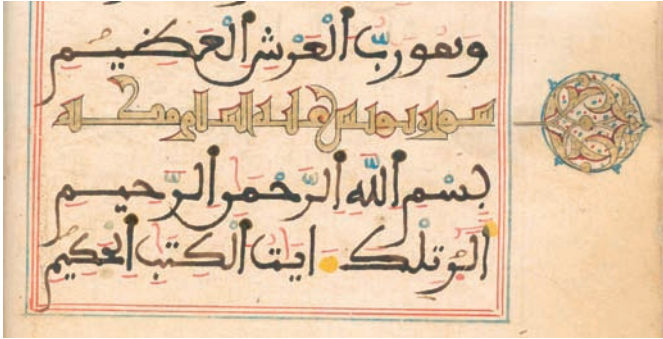 وهو رب العرش العظيم
سورة يونس عليه السلام مكية
بسم الله الرحمن الرحيم
الر تلك ايت الكتب الحكيم